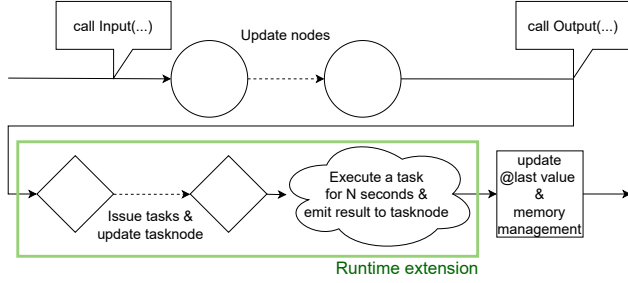 call Input(...)
Update nodes
call Output(...)
Issue tasks &
update tasknode
Execute a task
for N seconds &
emit result to tasknode
update
@last value
&
memory
management
Runtime extension